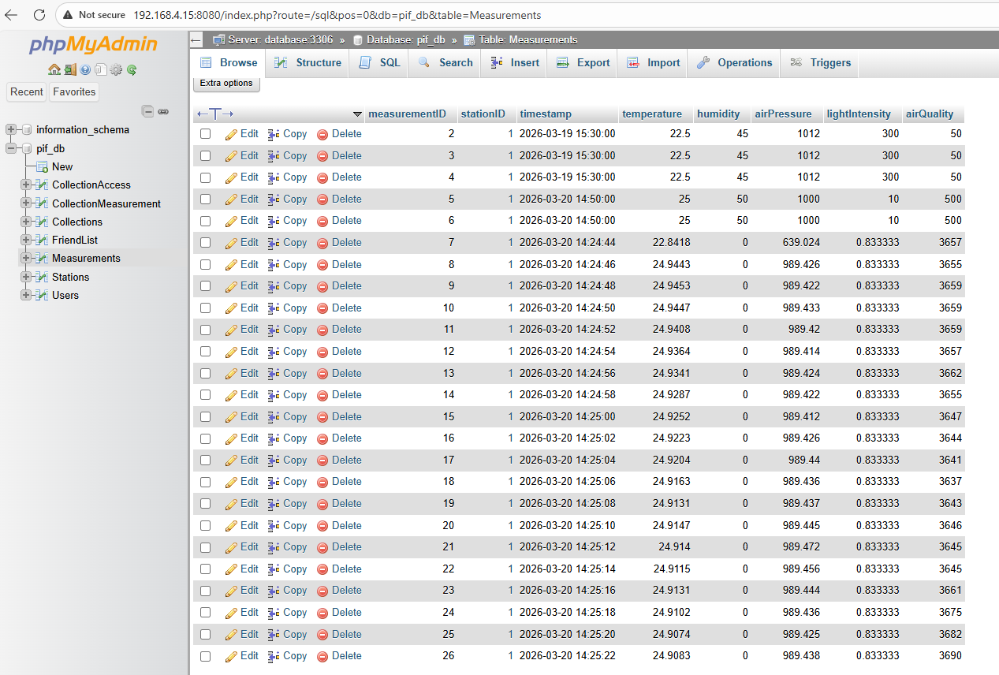 Not secure 192.168.4.15:8080/index.php?route=/sql&pos=0&db=pif_db&table=Measurements
phpMyAdmin
Recent Favorites
information_schema
pif_db
New
CollectionAccess
CollectionMeasurement
Collections
FriendList
Measurements
Stations
Users
Server: database:3306 » Database: pif_db » Table: Measurements
Browse Structure SQL Search Insert Export Import Operations Triggers
Extra options
←T→ measurementID stationID timestamp temperature humidity airPressure lightIntensity airQuality
Edit Copy Delete 2 1 2026-03-19 15:30:00 22.5 45 1012 300 50
Edit Copy Delete 3 1 2026-03-19 15:30:00 22.5 45 1012 300 50
Edit Copy Delete 4 1 2026-03-19 15:30:00 22.5 45 1012 300 50
Edit Copy Delete 5 1 2026-03-20 14:50:00 25 50 1000 10 500
Edit Copy Delete 6 1 2026-03-20 14:50:00 25 50 1000 10 500
Edit Copy Delete 7 1 2026-03-20 14:24:44 22.8418 0 639.024 0.833333 3657
Edit Copy Delete 8 1 2026-03-20 14:24:46 24.9443 0 989.426 0.833333 3655
Edit Copy Delete 9 1 2026-03-20 14:24:48 24.9453 0 989.422 0.833333 3659
Edit Copy Delete 10 1 2026-03-20 14:24:50 24.9447 0 989.433 0.833333 3659
Edit Copy Delete 11 1 2026-03-20 14:24:52 24.9408 0 989.42 0.833333 3659
Edit Copy Delete 12 1 2026-03-20 14:24:54 24.9364 0 989.414 0.833333 3657
Edit Copy Delete 13 1 2026-03-20 14:24:56 24.9341 0 989.424 0.833333 3662
Edit Copy Delete 14 1 2026-03-20 14:24:58 24.9287 0 989.422 0.833333 3655
Edit Copy Delete 15 1 2026-03-20 14:25:00 24.9252 0 989.412 0.833333 3647
Edit Copy Delete 16 1 2026-03-20 14:25:02 24.9223 0 989.426 0.833333 3644
Edit Copy Delete 17 1 2026-03-20 14:25:04 24.9204 0 989.44 0.833333 3641
Edit Copy Delete 18 1 2026-03-20 14:25:06 24.9163 0 989.436 0.833333 3637
Edit Copy Delete 19 1 2026-03-20 14:25:08 24.9131 0 989.437 0.833333 3643
Edit Copy Delete 20 1 2026-03-20 14:25:10 24.9147 0 989.445 0.833333 3646
Edit Copy Delete 21 1 2026-03-20 14:25:12 24.914 0 989.472 0.833333 3645
Edit Copy Delete 22 1 2026-03-20 14:25:14 24.9115 0 989.456 0.833333 3645
Edit Copy Delete 23 1 2026-03-20 14:25:16 24.9131 0 989.444 0.833333 3661
Edit Copy Delete 24 1 2026-03-20 14:25:18 24.9102 0 989.436 0.833333 3675
Edit Copy Delete 25 1 2026-03-20 14:25:20 24.9074 0 989.425 0.833333 3682
Edit Copy Delete 26 1 2026-03-20 14:25:22 24.9083 0 989.438 0.833333 3690